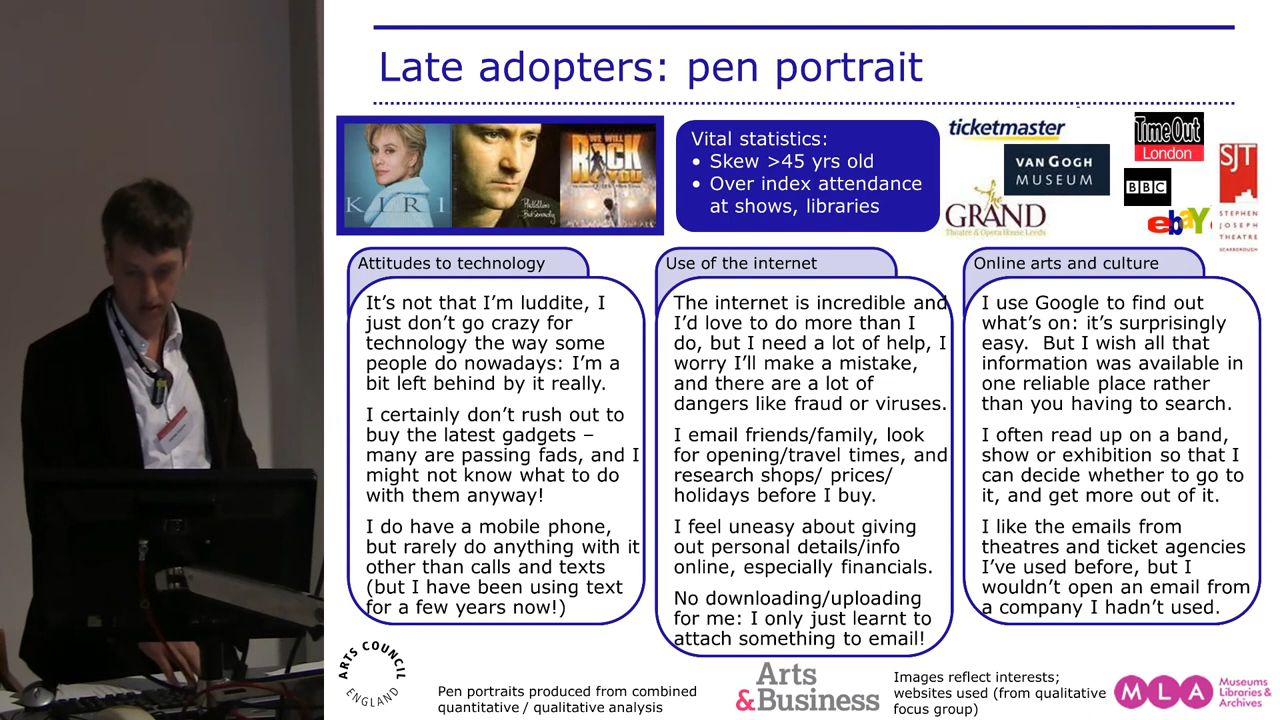 Late adopters: pen portrait
KIRI
Vital statistics:
• Skew >45 yrs old
• Over index attendance
at shows, libraries
WE WILL
ROCK
YOU
ticketmaster
TimeOut
London
VAN GOGH
MUSEUM
BBC
SJT
the
GRAND
Theatre & Opera House Leeds
ebaY
STEPHEN
JOSEPH
THEATRE
SCARBOROUGH
Attitudes to technology
It's not that I'm luddite, I
just don't go crazy for
technology the way some
people do nowadays: I'm a
bit left behind by it really.
I certainly don't rush out to
buy the latest gadgets –
many are passing fads, and I
might not know what to do
with them anyway!
I do have a mobile phone,
but rarely do anything with it
other than calls and texts
(but I have been using text
for a few years now!)
Use of the internet
The internet is incredible and
I'd love to do more than I
do, but I need a lot of help, I
worry I'll make a mistake,
and there are a lot of
dangers like fraud or viruses.
I email friends/family, look
for opening/travel times, and
research shops/ prices/
holidays before I buy.
I feel uneasy about giving
out personal details/info
online, especially financials.
No downloading/uploading
for me: I only just learnt to
attach something to email!
Online arts and culture
I use Google to find out
what's on: it's surprisingly
easy.  But I wish all that
information was available in
one reliable place rather
than you having to search.
I often read up on a band,
show or exhibition so that I
can decide whether to go to
it, and get more out of it.
I like the emails from
theatres and ticket agencies
I've used before, but I
wouldn't open an email from
a company I hadn't used.
ARTS COUNCIL
ENGLAND
Pen portraits produced from combined
quantitative / qualitative analysis
Arts
&Business
Images reflect interests;
websites used (from qualitative
focus group)
MLA
Museums
Libraries &
Archives